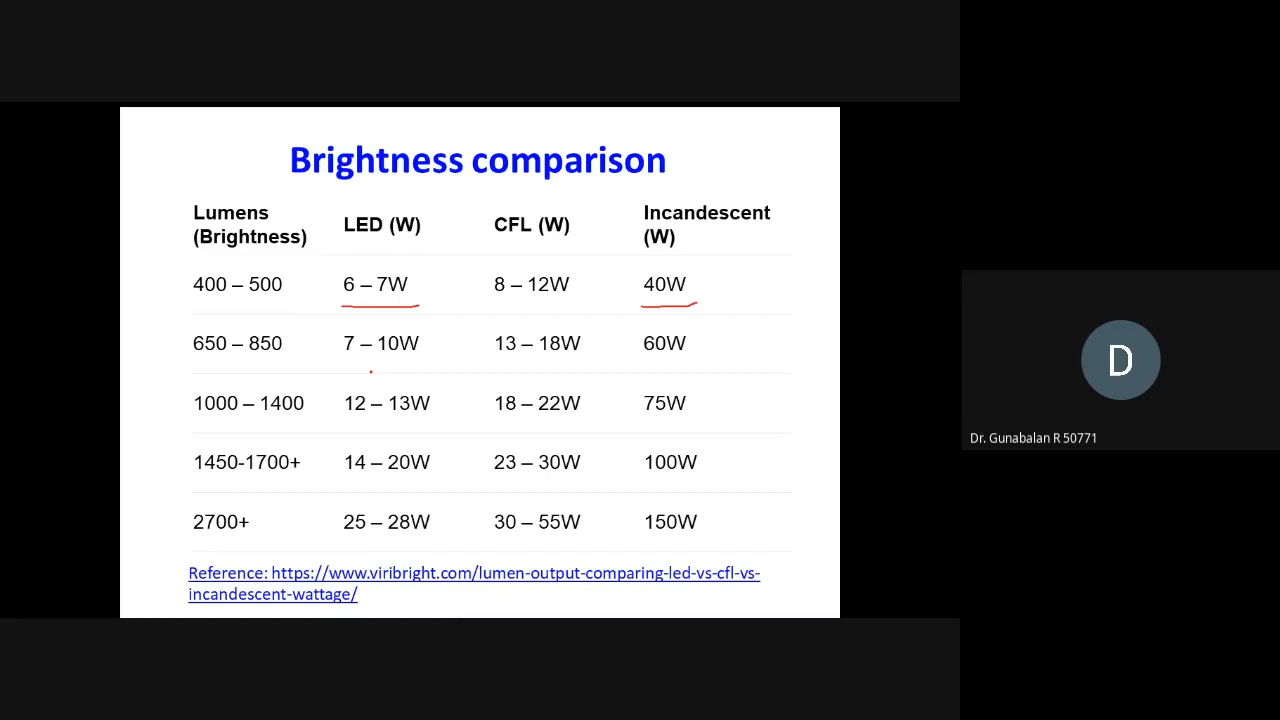 Brightness comparison
Lumens
(Brightness)
LED (W)
CFL (W)
Incandescent
(W)
400 – 500
6 – 7W
8 – 12W
40W
650 – 850
7 – 10W
13 – 18W
60W
1000 – 1400
12 – 13W
18 – 22W
75W
1450-1700+
14 – 20W
23 – 30W
100W
2700+
25 – 28W
30 – 55W
150W
Reference: https://www.viribright.com/lumen-output-comparing-led-vs-cfl-vs-
incandescent-wattage/
D
Dr. Gunabalan R 50771